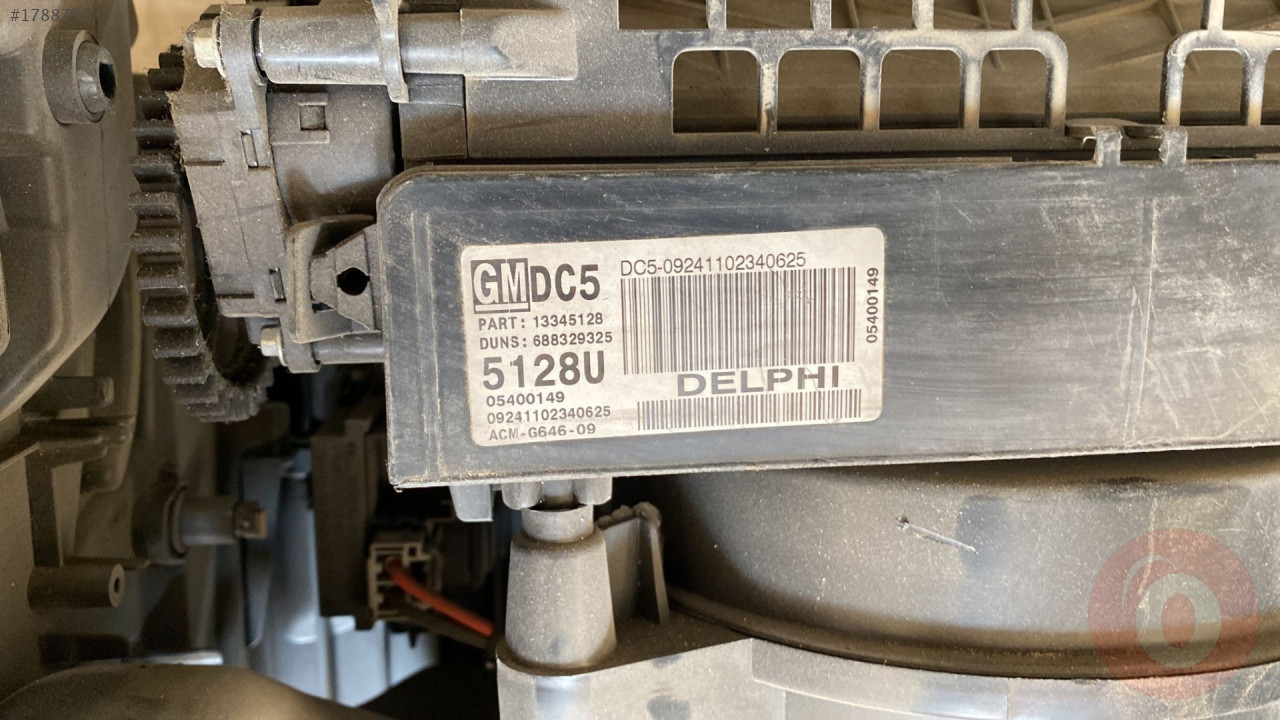 GM DC5
DC5-09241102340625
PART: 13345128
DUNS: 688329325
5128U
DELPHI
05400149
09241102340625
ACM-G646-09
05400149